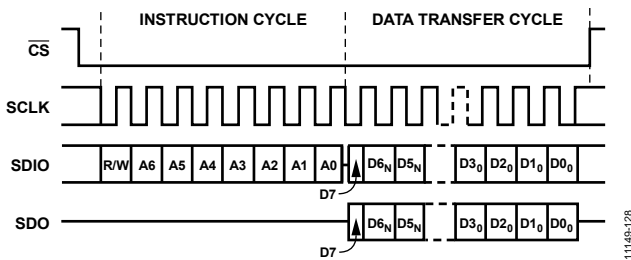 INSTRUCTION CYCLE DATA TRANSFER CYCLE
CS
SCLK
SDIO R/W A6 A5 A4 A3 A2 A1 A0 D6N D5N D30 D20 D10 D00
D7
SDO D6N D5N D30 D20 D10 D00
D7
11149-128